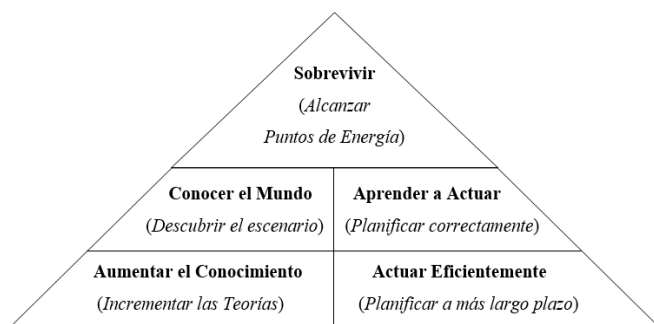 Sobrevivir
(Alcanzar
Puntos de Energía)
Conocer el Mundo
(Descubrir el escenario)
Aprender a Actuar
(Planificar correctamente)
Aumentar el Conocimiento
(Incrementar las Teorías)
Actuar Eficientemente
(Planificar a más largo plazo)